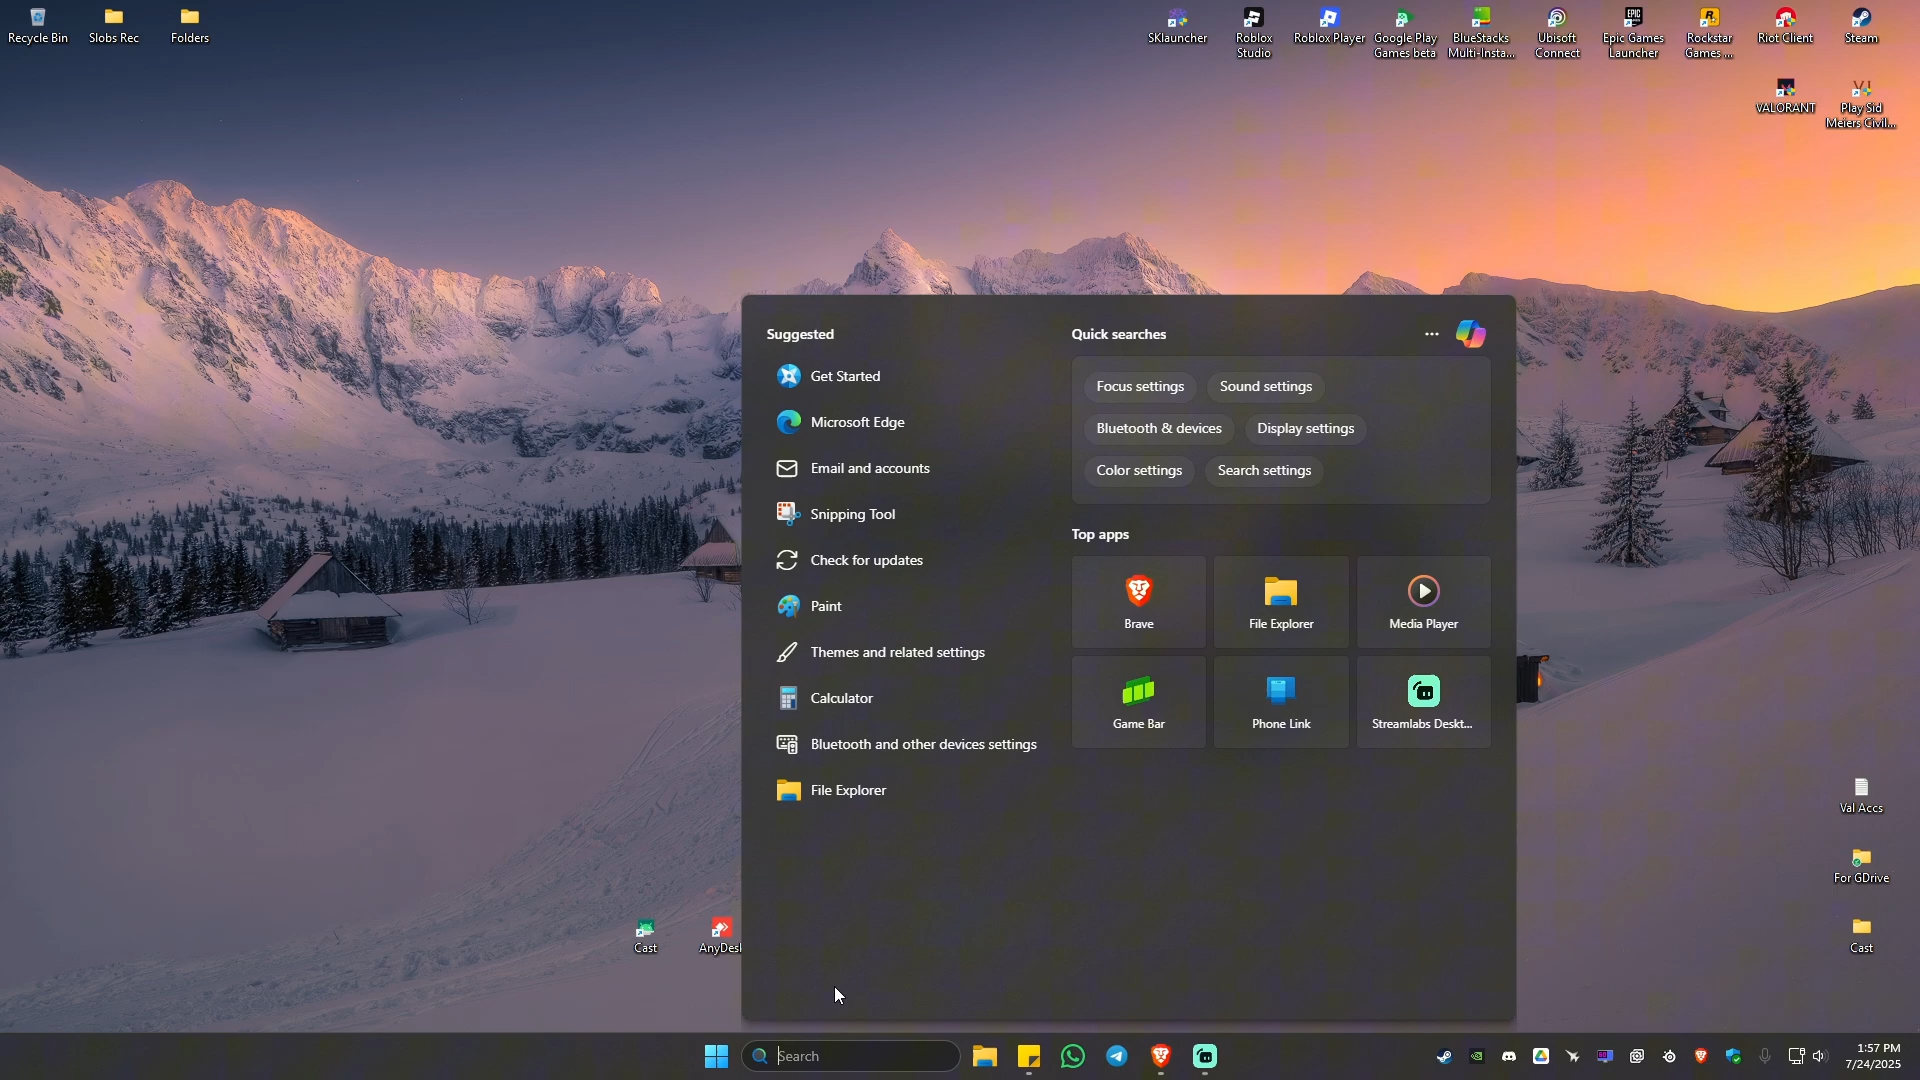 Recycle Bin
Slobs Rec
Folders
SKlauncher
Roblox
Studio
Roblox Player
Google Play
Games beta
BlueStacks
Multi-Insta...
Ubisoft
Connect
Epic Games
Launcher
Rockstar
Games ...
Riot Client
Steam
VALORANT
Play Sid
Meiers Civil...
Suggested
Get Started
Microsoft Edge
Email and accounts
Snipping Tool
Check for updates
Paint
Themes and related settings
Calculator
Bluetooth and other devices settings
File Explorer
Quick searches
Focus settings
Sound settings
Bluetooth & devices
Display settings
Color settings
Search settings
Top apps
Brave
File Explorer
Media Player
Game Bar
Phone Link
Streamlabs Deskt...
Val Accs
For GDrive
Cast
Cast
AnyDesk
Search
1:57 PM
7/24/2025